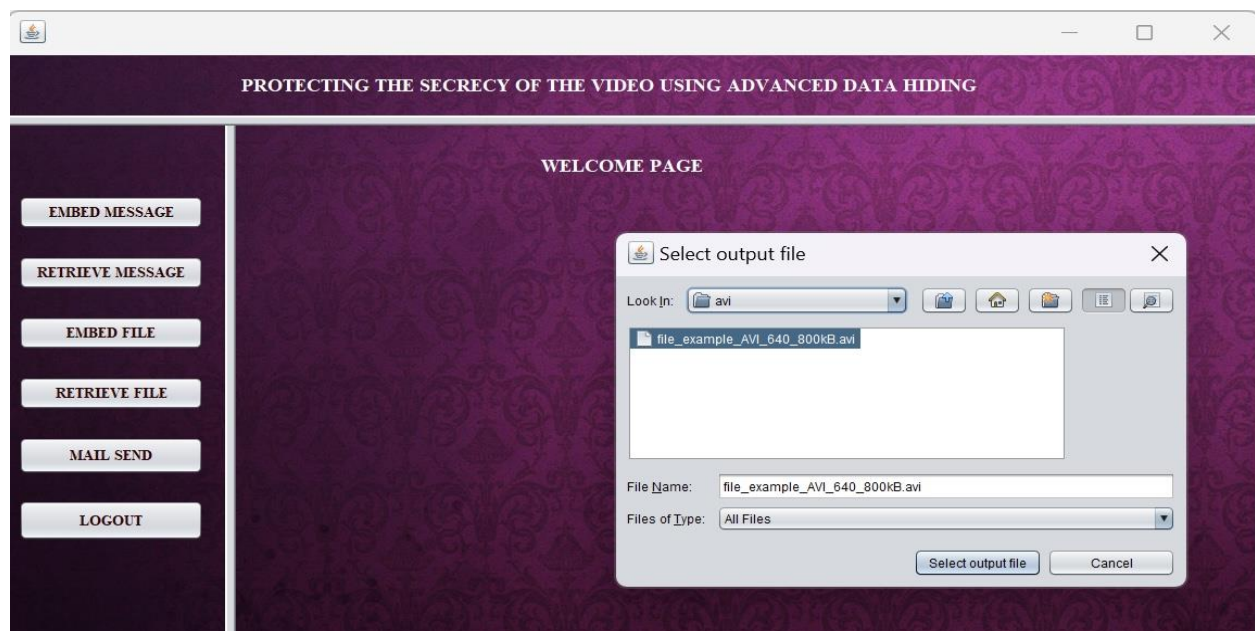 PROTECTING THE SECRECY OF THE VIDEO USING ADVANCED DATA HIDING
WELCOME PAGE
EMBED MESSAGE
RETRIEVE MESSAGE
EMBED FILE
RETRIEVE FILE
MAIL SEND
LOGOUT
Select output file
Look In: avi
file_example_AVI_640_800kB.avi
File Name: file_example_AVI_640_800kB.avi
Files of Type: All Files
Select output file Cancel